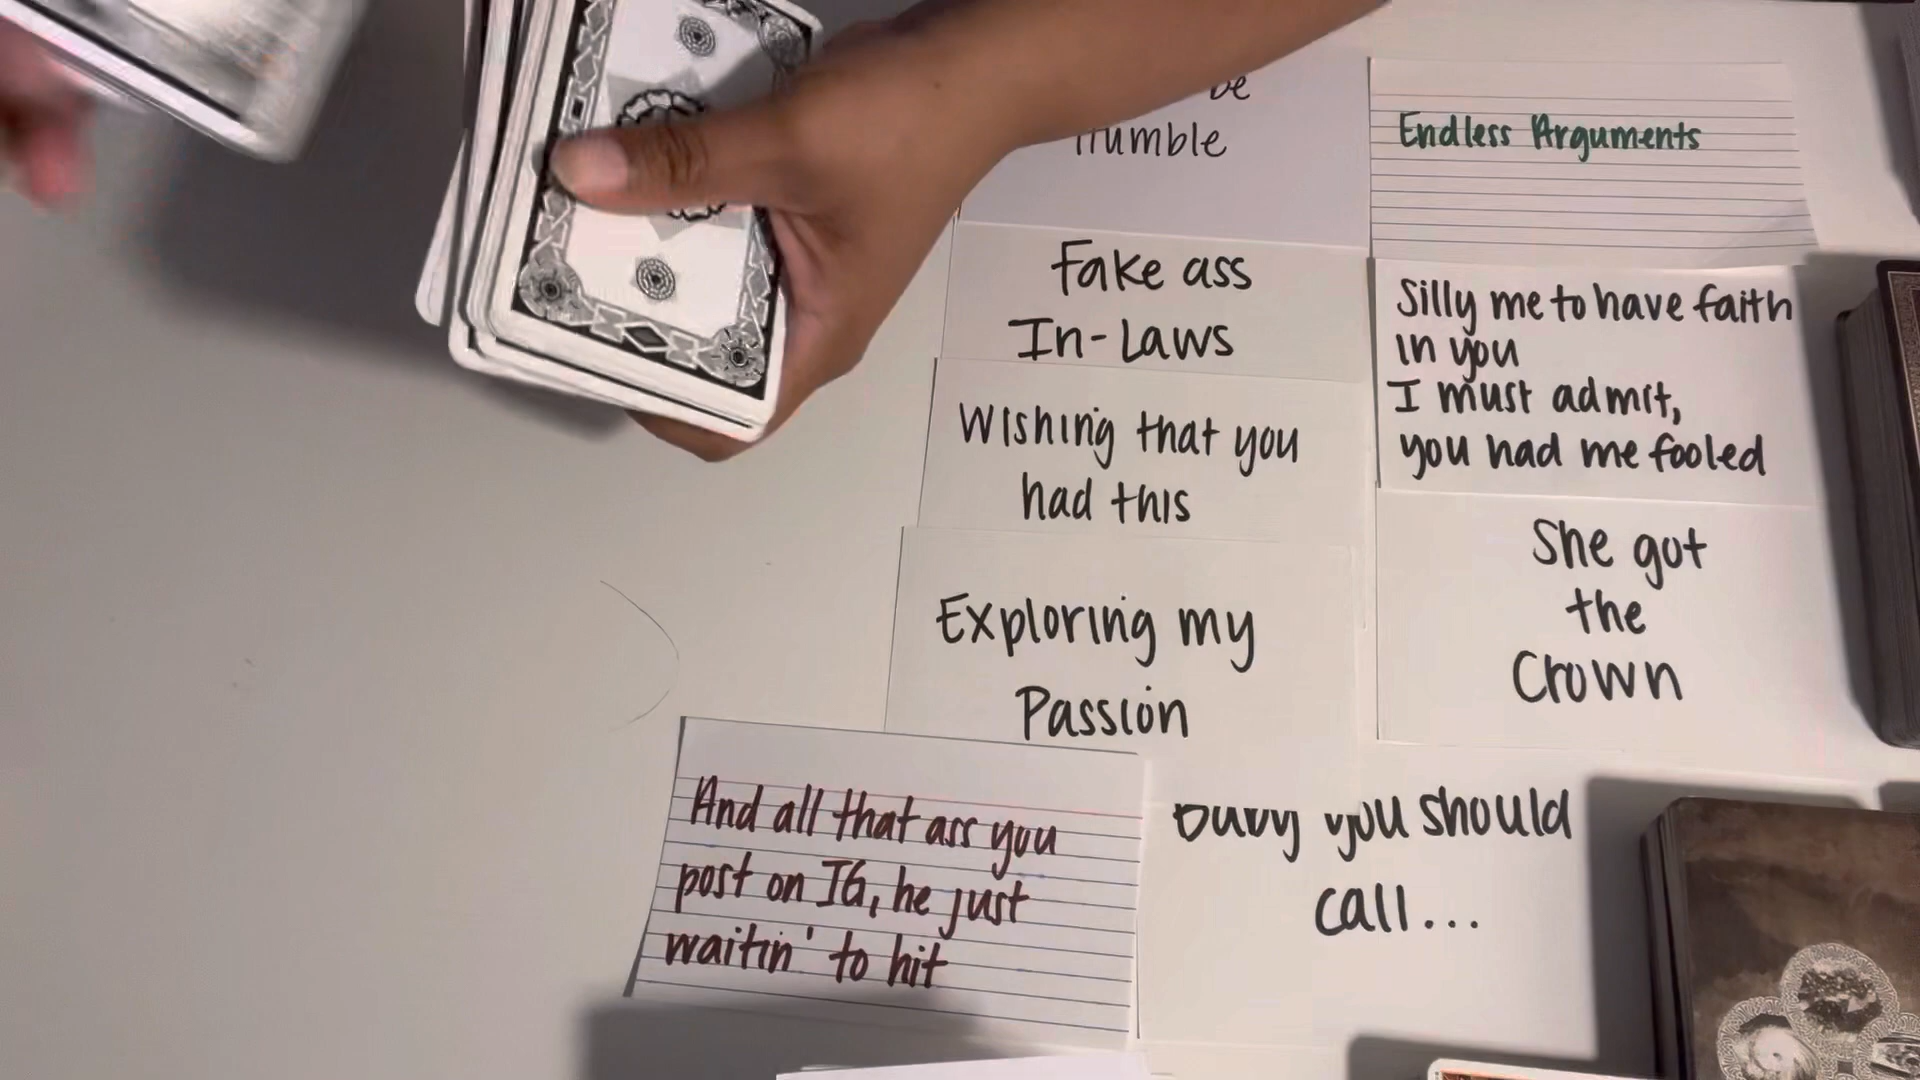 be
Humble
Endless Arguments
Fake ass
In-Laws
Silly me to have faith
in you
I must admit,
you had me fooled
Wishing that you
had this
She got
the
Crown
Exploring my
Passion
And all that ass you
post on IG, he just
waitin' to hit
you should
call...